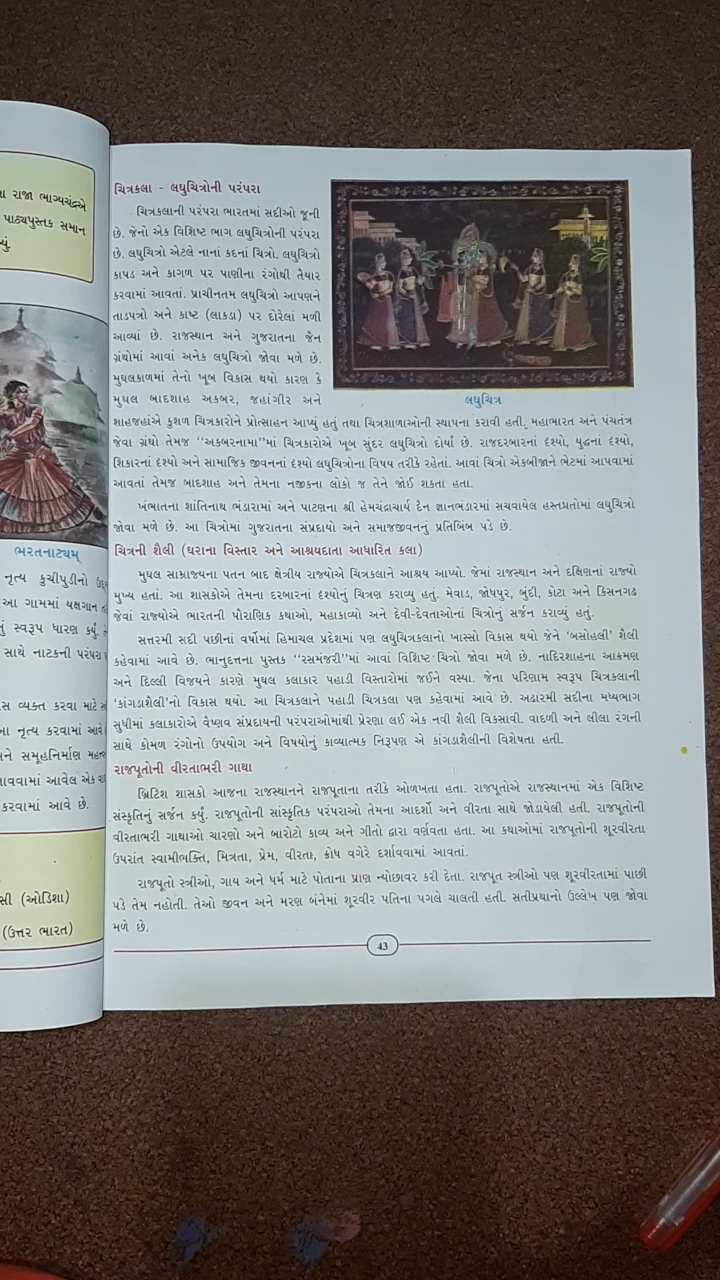 ા રાજા ભાગ્યચંદ્રએ
પાઠ્યપુસ્તક સમાન
ભરતનાટ્યમ્
નૃત્ય કુચીપુડીનો
આ ગામમાં યક્ષગાન
સ્વરૂપ ધારણ કર્યું.
સાથે નાટકની પરંપરા
સ વ્યક્ત કરવા માટે
ના નૃત્ય કરવામાં આવે
ને સમૂહનિર્માણ
ાવવામાં આવેલ એક
કરવામાં આવે છે.
સી (ઓડિશા)
(ઉત્તર ભારત)
ચિત્રકલા - લઘુચિત્રોની પરંપરા
ચિત્રકલાની પરંપરા ભારતમાં સદીઓ જૂની
છે. જેનો એક વિશિષ્ટ ભાગ લઘુચિત્રોની પરંપરા
છે. લઘુચિત્રો એટલે નાનાં કદનાં ચિત્રો. લઘુચિત્રો
કાપડ અને કાગળ પર પાણીના રંગોથી તૈયાર
કરવામાં આવતાં. પ્રાચીનતમ લઘુચિત્રો આપણને
તાડપત્રો અને કાષ્ટ (લાકડા) પર દોરેલાં મળી
આવ્યાં છે. રાજસ્થાન અને ગુજરાતના જૈન
ગ્રંથોમાં આવાં અનેક લઘુચિત્રો જોવા મળે છે.
મુઘલકાળમાં તેનો ખૂબ વિકાસ થયો કારણ કે
મુઘલ બાદશાહ અકબર, જહાંગીર અને
લઘુચિત્ર
શાહજહાંએ કુશળ ચિત્રકારોને પ્રોત્સાહન આપ્યું હતું તથા ચિત્રશાળાઓની સ્થાપના કરાવી હતી. મહાભારત અને પંચતંત્ર
જેવા ગ્રંથો તેમજ ‘‘અકબરનામા’’માં ચિત્રકારોએ ખૂબ સુંદર લઘુચિત્રો દોર્યાં છે. રાજદરબારનાં દૃશ્યો, યુદ્ધનાં દૃશ્યો,
શિકારનાં દૃશ્યો અને સામાજિક જીવનનાં દૃશ્યો લઘુચિત્રોના વિષય તરીકે રહેતાં. આવાં ચિત્રો એકબીજાને ભેટમાં આપવામાં
આવતાં તેમજ બાદશાહ અને તેમના નજીકના લોકો જ તેને જોઈ શકતા હતા.
ખંભાતના શાંતિનાથ ભંડારામાં અને પાટણના શ્રી હેમચંદ્રાચાર્ય જૈન જ્ઞાનભંડારમાં સચવાયેલ હસ્તપ્રતોમાં લઘુચિત્રો
જોવા મળે છે. આ ચિત્રોમાં ગુજરાતના સંપ્રદાયો અને સમાજજીવનનું પ્રતિબિંબ પડે છે.
ચિત્રની શૈલી (ઘરાના વિસ્તાર અને આશ્રયદાતા આધારિત કલા)
મુઘલ સામ્રાજ્યના પતન બાદ ક્ષેત્રીય રાજ્યોએ ચિત્રકલાને આશ્રય આપ્યો. જેમાં રાજસ્થાન અને દક્ષિણનાં રાજ્યો
મુખ્ય હતાં. આ શાસકોએ તેમના દરબારનાં દૃશ્યોનું ચિત્રણ કરાવ્યુ હતું. મેવાડ, જોધપુર, બુંદી, કોટા અને કિસનગઢ
જેવાં રાજ્યોએ ભારતની પૌરાણિક કથાઓ, મહાકાવ્યો અને દેવી-દેવતાઓનાં ચિત્રોનું સર્જન કરાવ્યું હતું.
સત્તરમી સદી પછીનાં વર્ષોમાં હિમાચલ પ્રદેશમાં પણ લઘુચિત્રકલાનો ખાસ્સો વિકાસ થયો જેને ‘બસોહલી’ શૈલી
કહેવામાં આવે છે. ભાનુદત્તના પુસ્તક ‘‘રસમંજરી’’માં આવાં વિશિષ્ટ ચિત્રો જોવા મળે છે. નાદિરશાહના આક્રમણ
અને દિલ્લી વિજયને કારણે મુઘલ કલાકાર પહાડી વિસ્તારોમાં જઈને વસ્યા. જેના પરિણામ સ્વરૂપ ચિત્રકલાની
‘કાંગડાશૈલી’નો વિકાસ થયો. આ ચિત્રકલાને પહાડી ચિત્રકલા પણ કહેવામાં આવે છે. અઢારમી સદીના મધ્યભાગ
સુધીમાં કલાકારોએ વૈષ્ણવ સંપ્રદાયની પરંપરાઓમાંથી પ્રેરણા લઈ એક નવી શૈલી વિકસાવી. વાદળી અને લીલા રંગની
સાથે કોમળ રંગોનો ઉપયોગ અને વિષયોનું કાવ્યાત્મક નિરૂપણ એ કાંગડાશૈલીની વિશેષતા હતી.
રાજપૂતોની વીરતાભરી ગાથા
બ્રિટિશ શાસકો આજના રાજસ્થાનને રાજપૂતાના તરીકે ઓળખતા હતા. રાજપૂતોએ રાજસ્થાનમાં એક વિશિષ્ટ
સંસ્કૃતિનું સર્જન કર્યું. રાજપૂતોની સાંસ્કૃતિક પરંપરાઓ તેમના આદર્શો અને વીરતા સાથે જોડાયેલી હતી. રાજપૂતોની
વીરતાભરી ગાથાઓ ચારણો અને બારોટો કાવ્ય અને ગીતો દ્વારા વર્ણવતા હતા. આ કથાઓમાં રાજપૂતોની શૂરવીરતા
ઉપરાંત સ્વામીભક્તિ, મિત્રતા, પ્રેમ, વીરતા, ક્રોધ વગેરે દર્શાવવામાં આવતાં.
રાજપૂતો સ્ત્રીઓ, ગાય અને ધર્મ માટે પોતાના પ્રાણ ન્યોછાવર કરી દેતા. રાજપૂત સ્ત્રીઓ પણ શૂરવીરતામાં પાછી
પડે તેમ નહોતી. તેઓ જીવન અને મરણ બંનેમાં શૂરવીર પતિના પગલે ચાલતી હતી. સતીપ્રથાનો ઉલ્લેખ પણ જોવા
મળે છે.
43